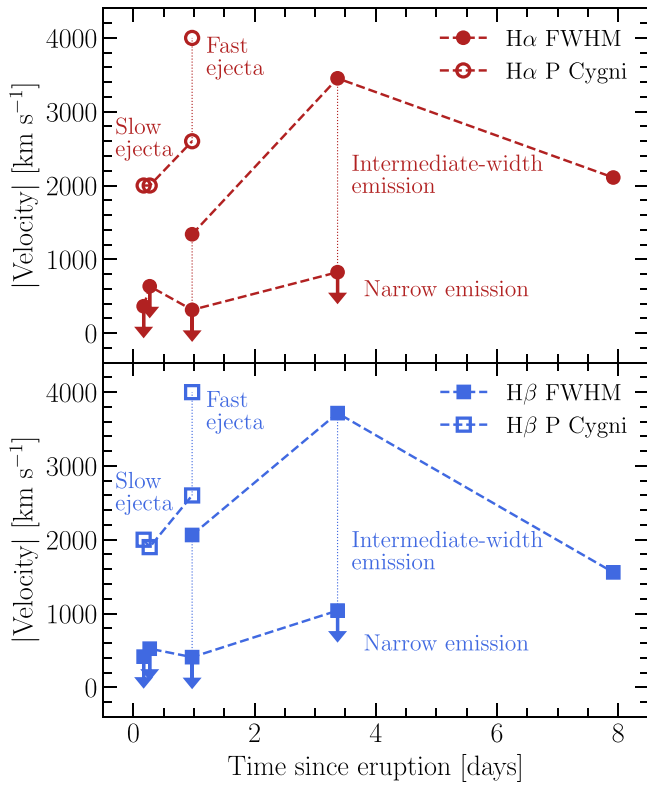 4000
3000
2000
1000
0
|Velocity| [km s⁻¹]
Fast
ejecta
Slow
ejecta
Hα FWHM
Hα P Cygni
Intermediate-width
emission
Narrow emission
4000
3000
2000
1000
0
|Velocity| [km s⁻¹]
Fast
ejecta
Slow
ejecta
Hβ FWHM
Hβ P Cygni
Intermediate-width
emission
Narrow emission
0 2 4 6 8
Time since eruption [days]